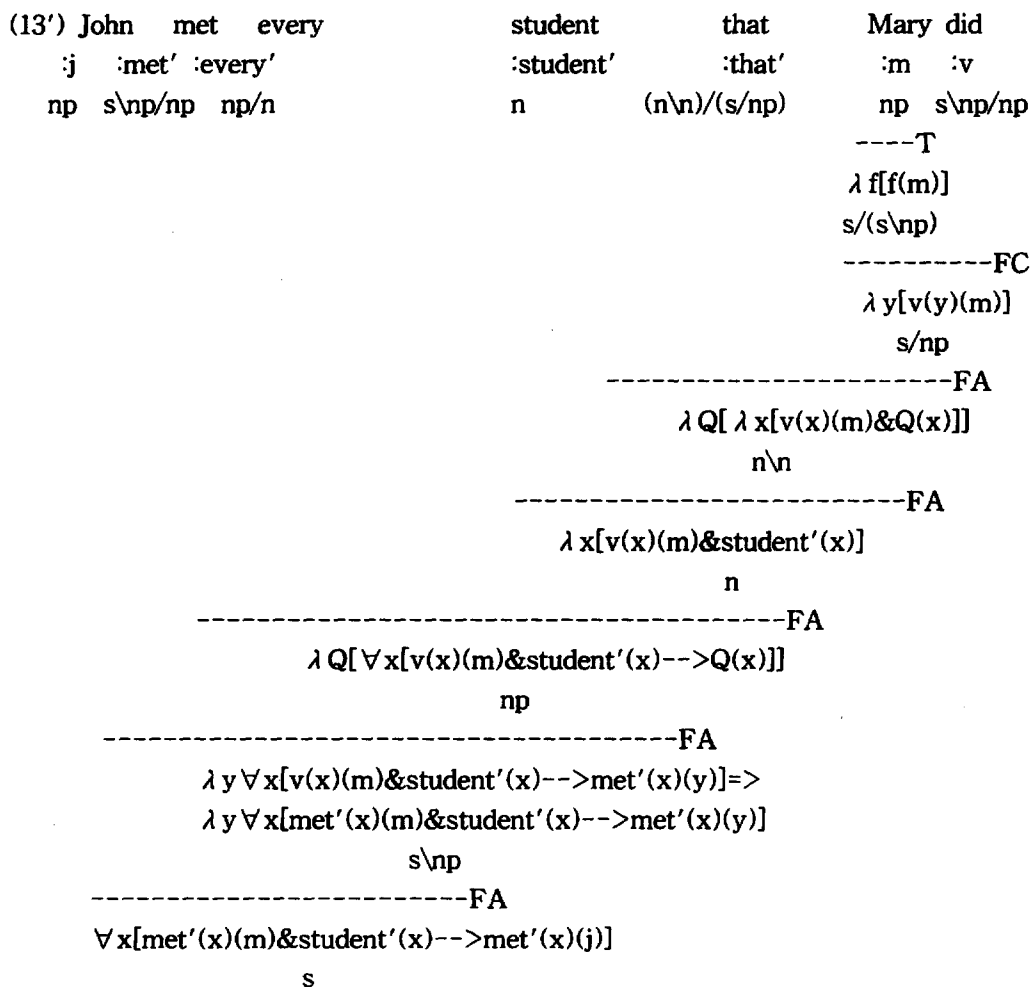 (13′) John met every student that Mary did
:j :met′ :every′ :student′ :that′ :m :v
np s\np/np np/n n (n\n)/(s/np) np s\np/np
----T
λf[f(m)]
s/(s\np)
----------FC
λy[v(y)(m)]
s/np
-----------------------FA
λQ[ λx[v(x)(m)&Q(x)]]
n\n
--------------------------FA
λx[v(x)(m)&student′(x)]
n
---------------------------------------FA
λQ[∀x[v(x)(m)&student′(x)-->Q(x)]]
np
--------------------------------------FA
λy∀x[v(x)(m)&student′(x)-->met′(x)(y)]=>
λy∀x[met′(x)(m)&student′(x)-->met′(x)(y)]
s\np
-------------------------FA
∀x[met′(x)(m)&student′(x)-->met′(x)(j)]
s